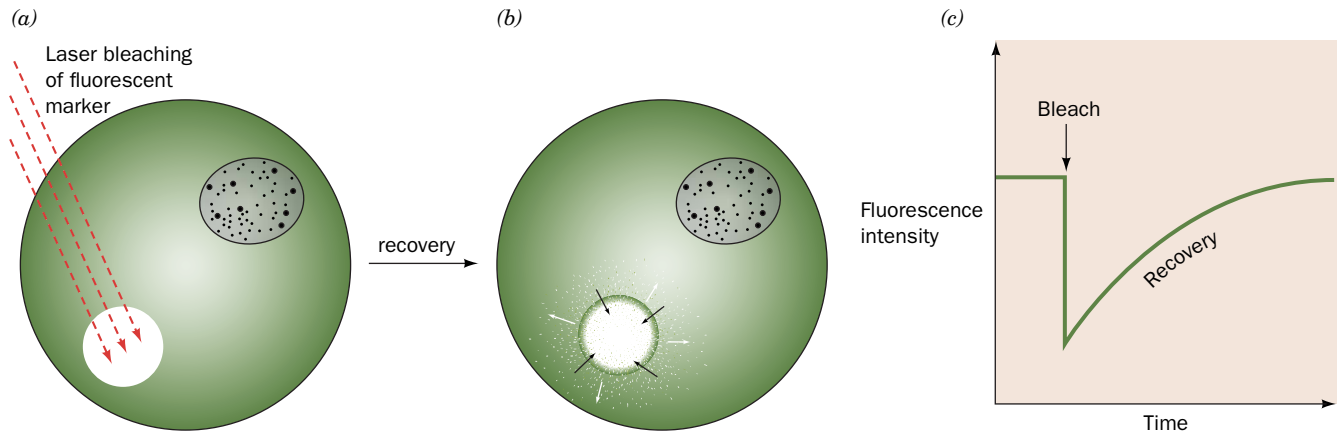 (a)
Laser bleaching
of fluorescent
marker
recovery
(b)
(c)
Bleach
Fluorescence
intensity
Recovery
Time